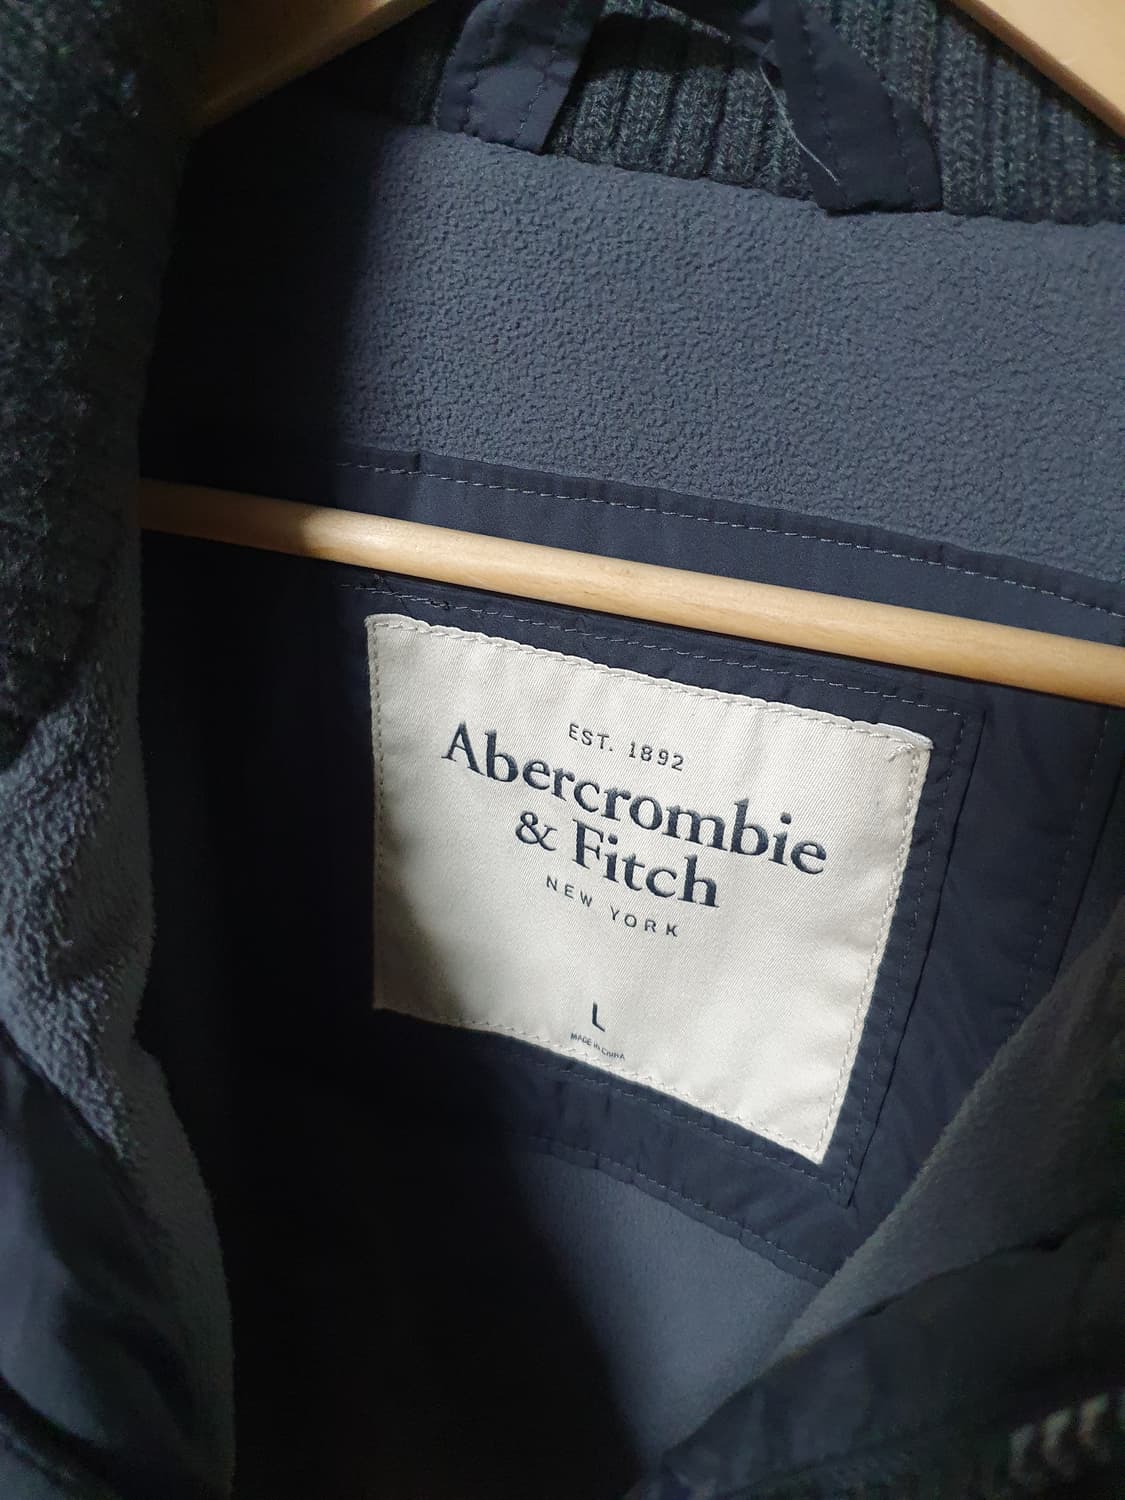 EST. 1892
Abercrombie
& Fitch
NEW YORK
L
MADE IN CHINA